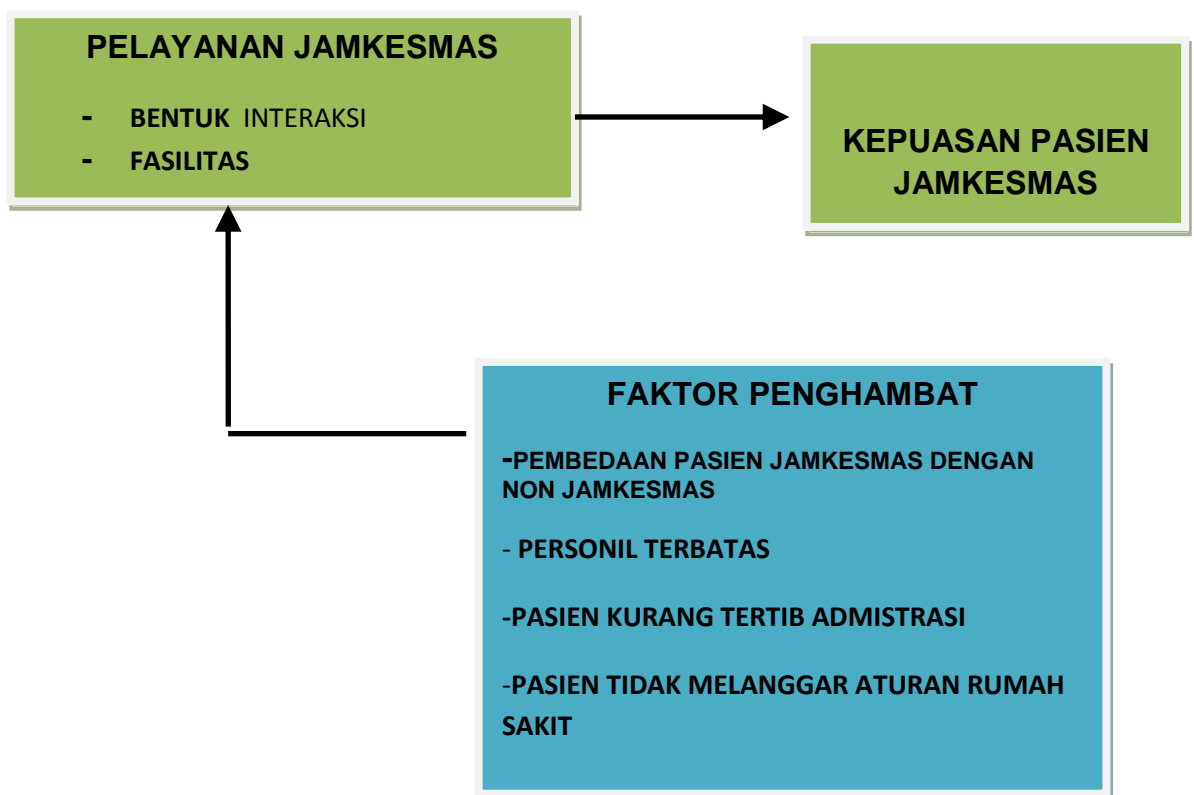 PELAYANAN JAMKESMAS
- BENTUK INTERAKSI
- FASILITAS
KEPUASAN PASIEN
JAMKESMAS
FAKTOR PENGHAMBAT
-PEMBEDAAN PASIEN JAMKESMAS DENGAN
NON JAMKESMAS
- PERSONIL TERBATAS
-PASIEN KURANG TERTIB ADMISTRASI
-PASIEN TIDAK MELANGGAR ATURAN RUMAH
SAKIT